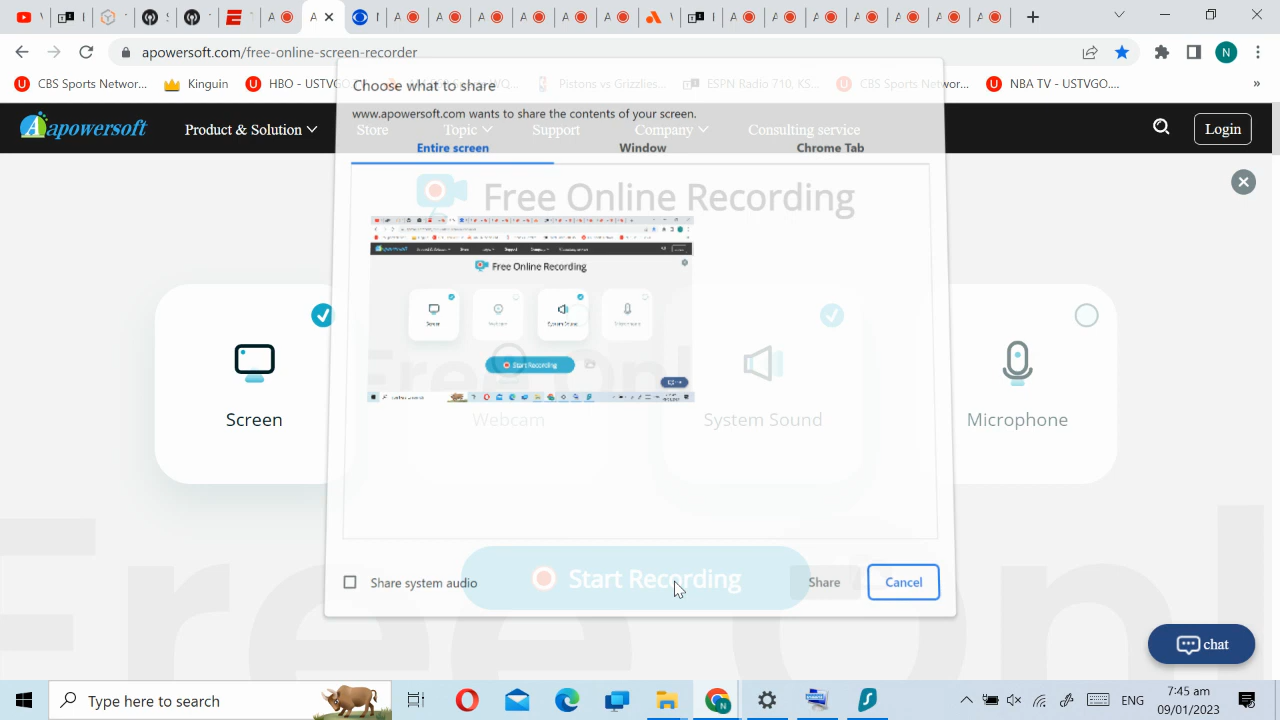 apowersoft.com/free-online-screen-recorder
N
CBS Sports Networ...
Kinguin
HBO - USTVGO
Pistons vs Grizzlies...
ESPN Radio 710, KS...
CBS Sports Networ...
NBA TV - USTVGO....
»
Choose what to share
www.apowersoft.com wants to share the contents of your screen.
Apowersoft
Product & Solution
Store
Topic
Support
Company
Consulting service
Login
Entire screen
Window
Chrome Tab
Free Online Recording
Free Online Recording
Start Recording
Screen
Webcam
System Sound
Microphone
Share system audio
Start Recording
Share
Cancel
chat
Type here to search
ENG
7:45 am
09/01/2023